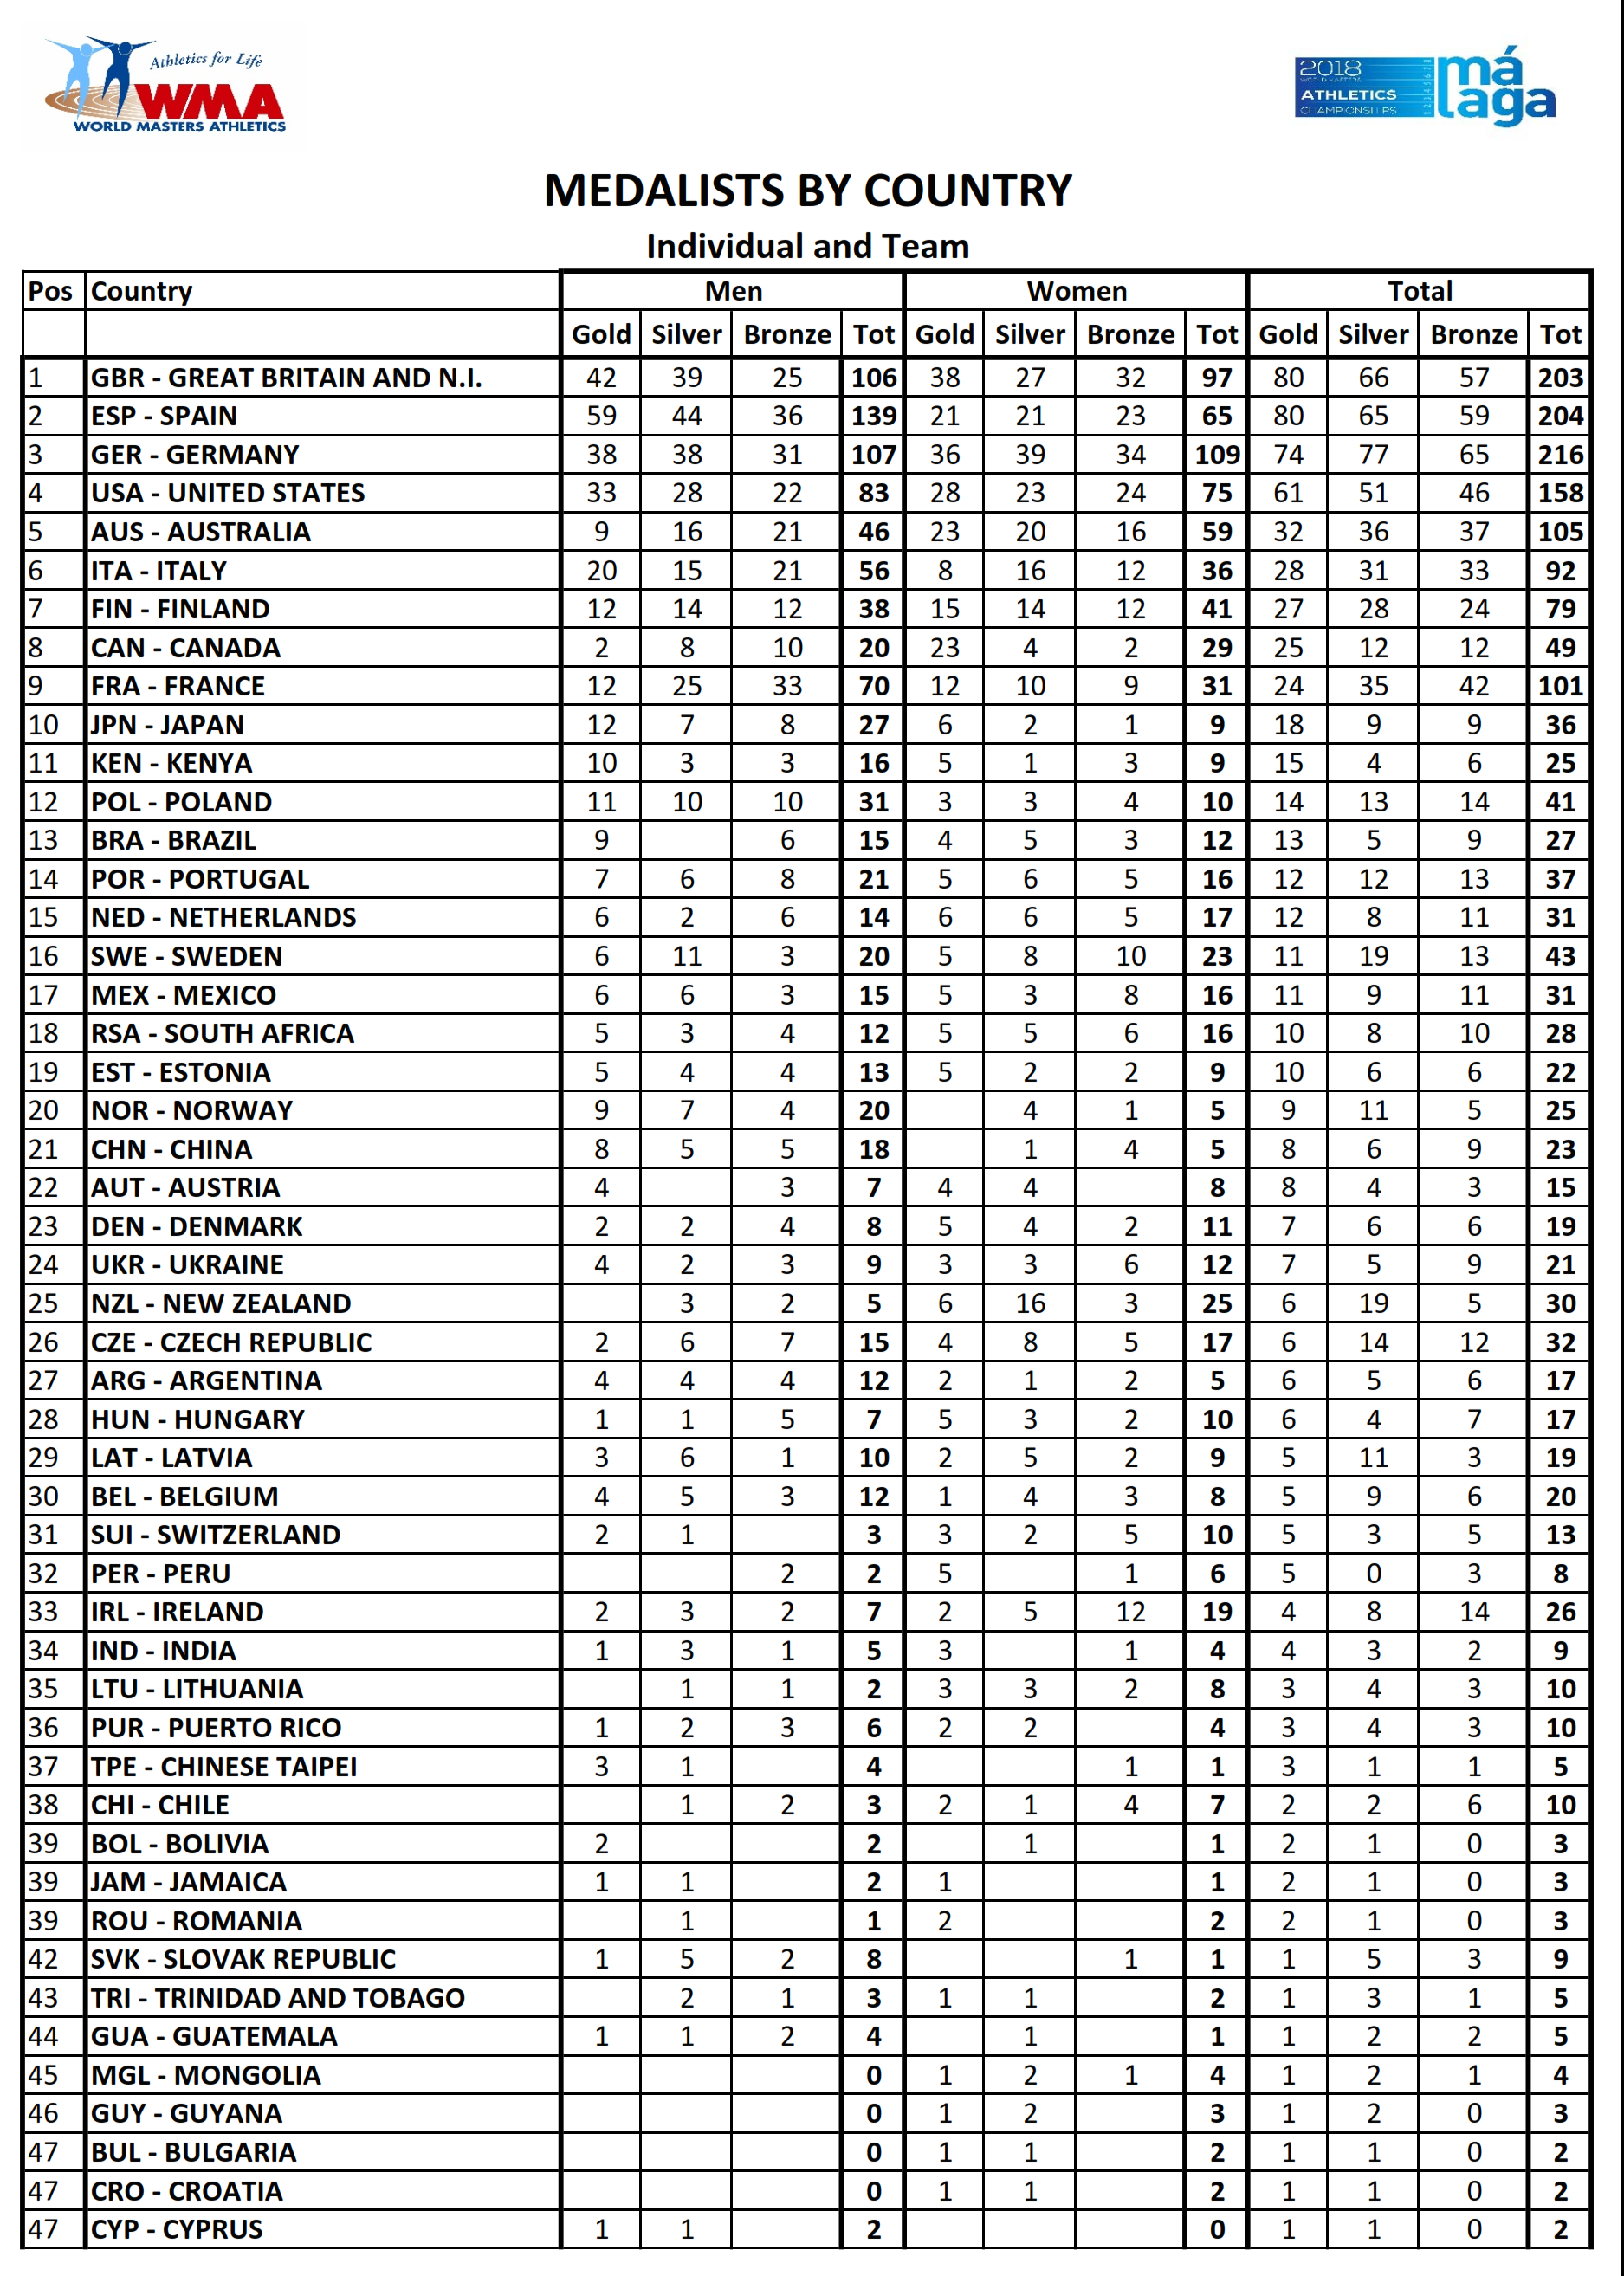 Athletics for Life
WMA
WORLD MASTERS ATHLETICS
2018
WORLD MASTERS
ATHLETICS
CHAMPIONSHIPS
1 2 3 4 5 6 7 8
má
laga
MEDALISTS BY COUNTRY
Individual and Team
Pos Country Men Women Total
Gold Silver Bronze Tot Gold Silver Bronze Tot Gold Silver Bronze Tot
1 GBR - GREAT BRITAIN AND N.I. 42 39 25 106 38 27 32 97 80 66 57 203
2 ESP - SPAIN 59 44 36 139 21 21 23 65 80 65 59 204
3 GER - GERMANY 38 38 31 107 36 39 34 109 74 77 65 216
4 USA - UNITED STATES 33 28 22 83 28 23 24 75 61 51 46 158
5 AUS - AUSTRALIA 9 16 21 46 23 20 16 59 32 36 37 105
6 ITA - ITALY 20 15 21 56 8 16 12 36 28 31 33 92
7 FIN - FINLAND 12 14 12 38 15 14 12 41 27 28 24 79
8 CAN - CANADA 2 8 10 20 23 4 2 29 25 12 12 49
9 FRA - FRANCE 12 25 33 70 12 10 9 31 24 35 42 101
10 JPN - JAPAN 12 7 8 27 6 2 1 9 18 9 9 36
11 KEN - KENYA 10 3 3 16 5 1 3 9 15 4 6 25
12 POL - POLAND 11 10 10 31 3 3 4 10 14 13 14 41
13 BRA - BRAZIL 9 6 15 4 5 3 12 13 5 9 27
14 POR - PORTUGAL 7 6 8 21 5 6 5 16 12 12 13 37
15 NED - NETHERLANDS 6 2 6 14 6 6 5 17 12 8 11 31
16 SWE - SWEDEN 6 11 3 20 5 8 10 23 11 19 13 43
17 MEX - MEXICO 6 6 3 15 5 3 8 16 11 9 11 31
18 RSA - SOUTH AFRICA 5 3 4 12 5 5 6 16 10 8 10 28
19 EST - ESTONIA 5 4 4 13 5 2 2 9 10 6 6 22
20 NOR - NORWAY 9 7 4 20 4 1 5 9 11 5 25
21 CHN - CHINA 8 5 5 18 1 4 5 8 6 9 23
22 AUT - AUSTRIA 4 3 7 4 4 8 8 4 3 15
23 DEN - DENMARK 2 2 4 8 5 4 2 11 7 6 6 19
24 UKR - UKRAINE 4 2 3 9 3 3 6 12 7 5 9 21
25 NZL - NEW ZEALAND 3 2 5 6 16 3 25 6 19 5 30
26 CZE - CZECH REPUBLIC 2 6 7 15 4 8 5 17 6 14 12 32
27 ARG - ARGENTINA 4 4 4 12 2 1 2 5 6 5 6 17
28 HUN - HUNGARY 1 1 5 7 5 3 2 10 6 4 7 17
29 LAT - LATVIA 3 6 1 10 2 5 2 9 5 11 3 19
30 BEL - BELGIUM 4 5 3 12 1 4 3 8 5 9 6 20
31 SUI - SWITZERLAND 2 1 3 3 2 5 10 5 3 5 13
32 PER - PERU 2 2 5 1 6 5 0 3 8
33 IRL - IRELAND 2 3 2 7 2 5 12 19 4 8 14 26
34 IND - INDIA 1 3 1 5 3 1 4 4 3 2 9
35 LTU - LITHUANIA 1 1 2 3 3 2 8 3 4 3 10
36 PUR - PUERTO RICO 1 2 3 6 2 2 4 3 4 3 10
37 TPE - CHINESE TAIPEI 3 1 4 1 1 3 1 1 5
38 CHI - CHILE 1 2 3 2 1 4 7 2 2 6 10
39 BOL - BOLIVIA 2 2 1 1 2 1 0 3
39 JAM - JAMAICA 1 1 2 1 1 2 1 0 3
39 ROU - ROMANIA 1 1 2 2 2 1 0 3
42 SVK - SLOVAK REPUBLIC 1 5 2 8 1 1 1 5 3 9
43 TRI - TRINIDAD AND TOBAGO 2 1 3 1 1 2 1 3 1 5
44 GUA - GUATEMALA 1 1 2 4 1 1 1 2 2 5
45 MGL - MONGOLIA 0 1 2 1 4 1 2 1 4
46 GUY - GUYANA 0 1 2 3 1 2 0 3
47 BUL - BULGARIA 0 1 1 2 1 1 0 2
47 CRO - CROATIA 0 1 1 2 1 1 0 2
47 CYP - CYPRUS 1 1 2 0 1 1 0 2